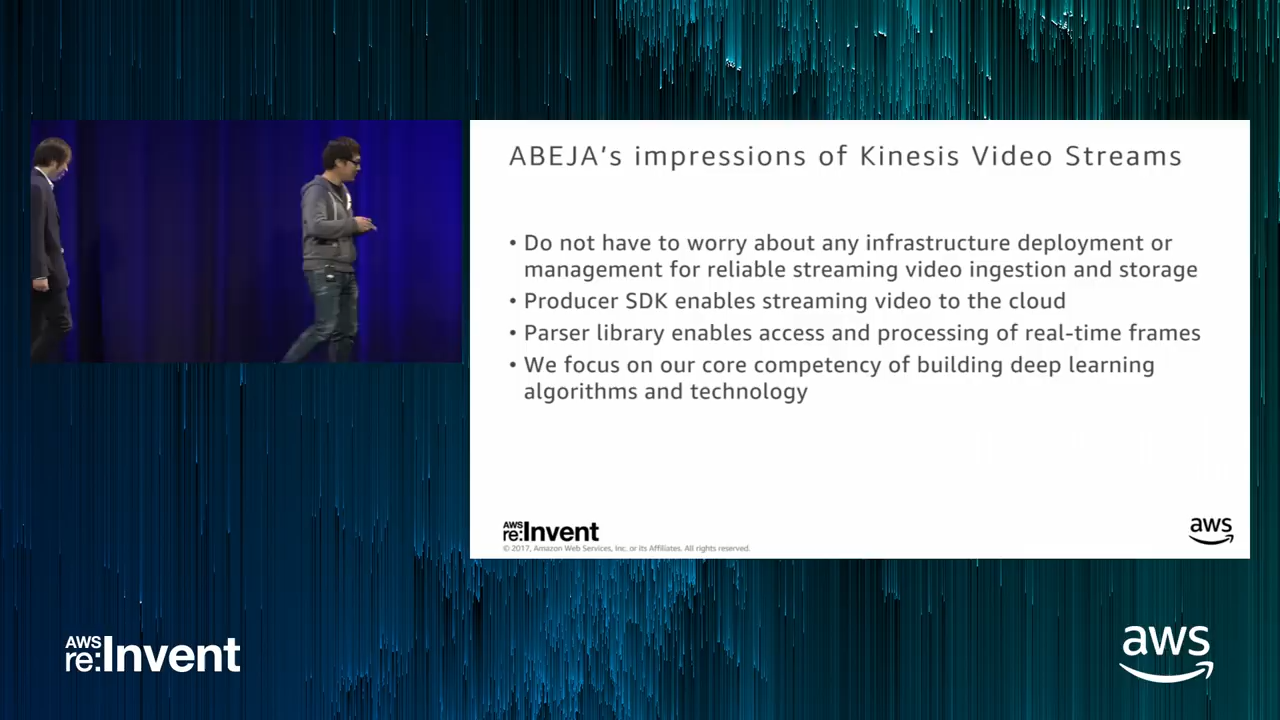 ABEJA's impressions of Kinesis Video Streams
• Do not have to worry about any infrastructure deployment or
management for reliable streaming video ingestion and storage
• Producer SDK enables streaming video to the cloud
• Parser library enables access and processing of real-time frames
• We focus on our core competency of building deep learning
algorithms and technology
AWS
re:Invent
© 2017, Amazon Web Services, Inc. or its Affiliates. All rights reserved.
aws
AWS
re:Invent
aws